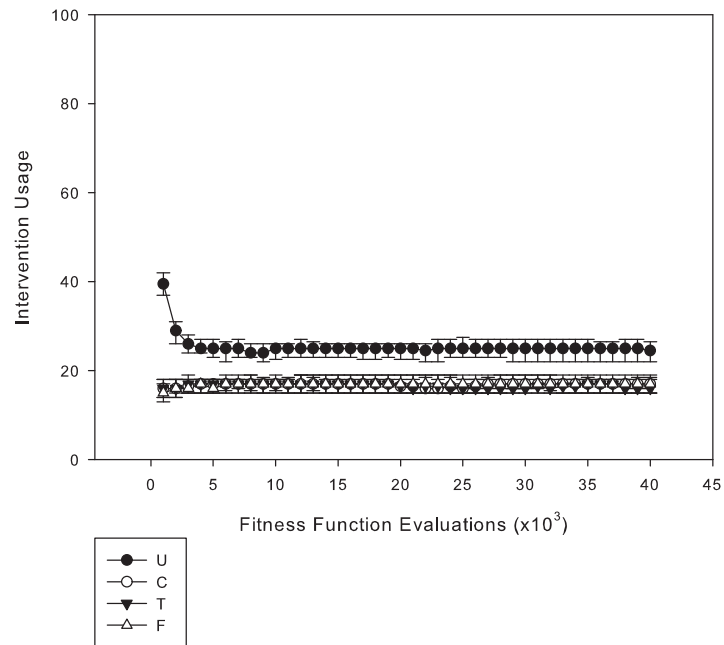 100
80
60
40
20
0
Intervention Usage
0 5 10 15 20 25 30 35 40 45
Fitness Function Evaluations (x10³)
U
C
T
F